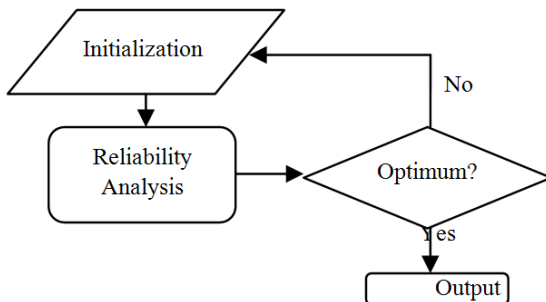 Initialization
No
Reliability
Analysis
Optimum?
Yes
Output